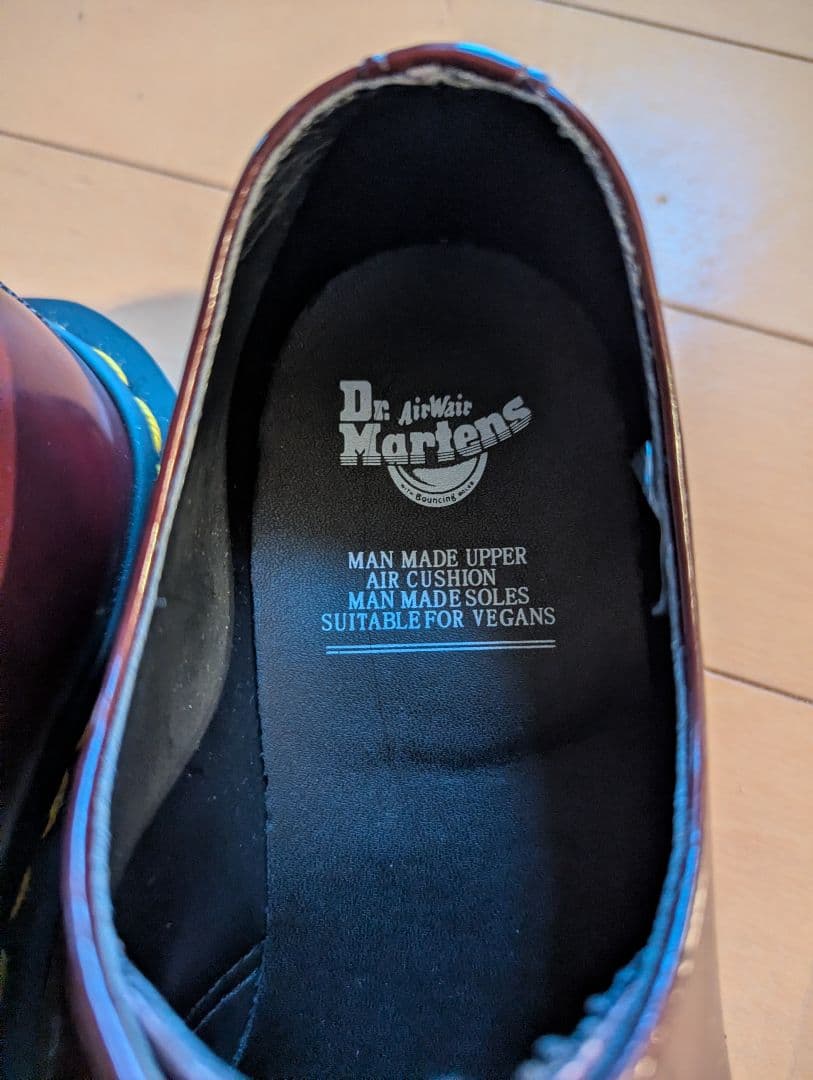 Dr. AirWair
Martens
WITH Bouncing SOLES
MAN MADE UPPER
AIR CUSHION
MAN MADE SOLES
SUITABLE FOR VEGANS